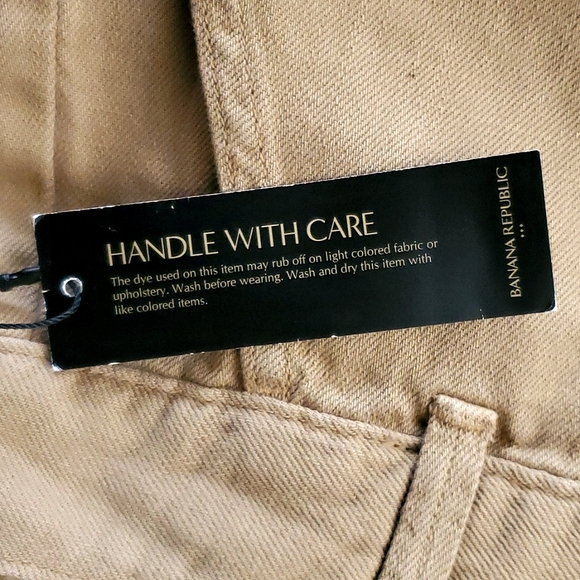 HANDLE WITH CARE
The dye used on this item may rub off on light colored fabric or
upholstery. Wash before wearing. Wash and dry this item with
like colored items.
BANANA REPUBLIC